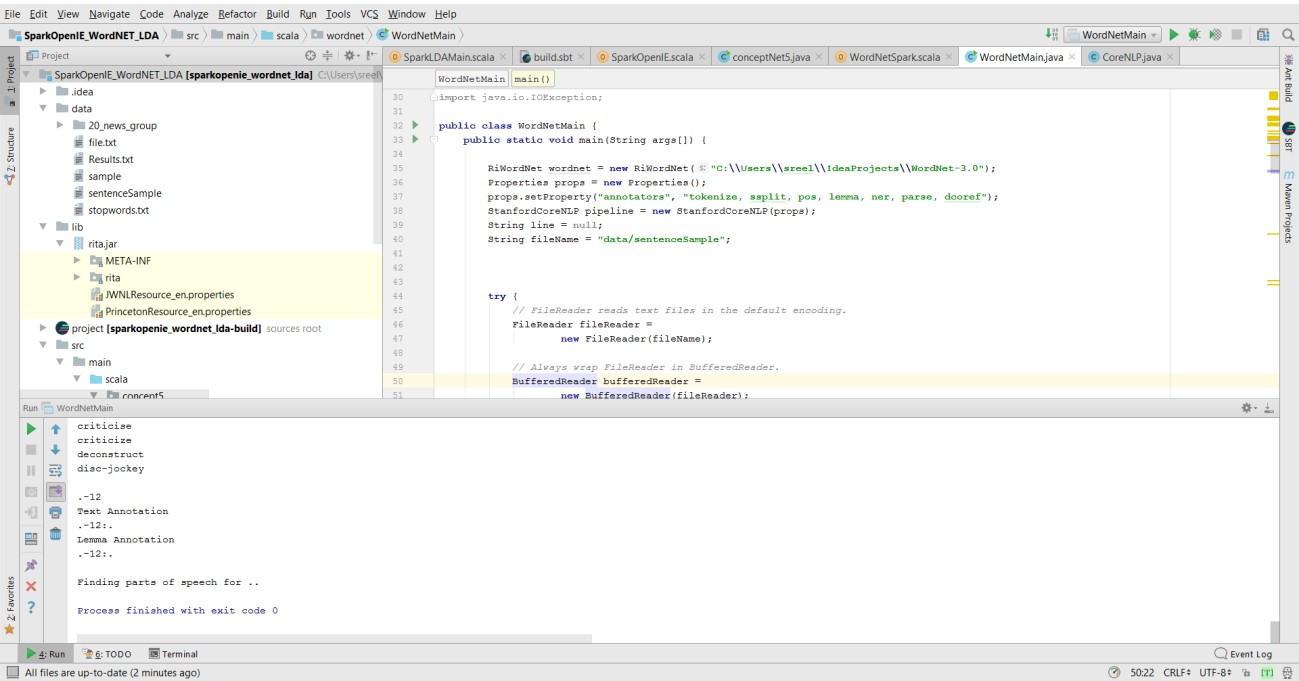 File Edit View Navigate Code Analyze Refactor Build Run Tools VCS Window Help
SparkOpenIE_WordNET_LDA src main scala wordnet WordNetMain WordNetMain
Project
SparkLDAMain.scala build.sbt SparkOpenIE.scala conceptNet5.java WordNetSpark.scala WordNetMain.java CoreNLP.java
1: Project
7: Structure
2: Favorites
Ant Build
SBT
Maven Projects
SparkOpenIE_WordNET_LDA [sparkopenie_wordnet_lda] C:\Users\sreel\
.idea
data
20_news_group
file.txt
Results.txt
sample
sentenceSample
stopwords.txt
lib
rita.jar
META-INF
rita
JWNLResource_en.properties
PrincetonResource_en.properties
project [sparkopenie_wordnet_lda-build] sources root
src
main
scala
concept5
WordNetMain main()
30 import java.io.IOException;
31
32 public class WordNetMain {
33 public static void main(String args[]) {
34
35 RiWordNet wordnet = new RiWordNet( s: "C:\\Users\\sreel\\IdeaProjects\\WordNet-3.0");
36 Properties props = new Properties();
37 props.setProperty("annotators", "tokenize, ssplit, pos, lemma, ner, parse, dcoref");
38 StanfordCoreNLP pipeline = new StanfordCoreNLP(props);
39 String line = null;
40 String fileName = "data/sentenceSample";
41
42
43
44 try {
45 // FileReader reads text files in the default encoding.
46 FileReader fileReader =
47 new FileReader(fileName);
48
49 // Always wrap FileReader in BufferedReader.
50 BufferedReader bufferedReader =
51 new BufferedReader(fileReader);
Run WordNetMain
criticise
criticize
deconstruct
disc-jockey
.-12
Text Annotation
.-12:.
Lemma Annotation
.-12:.
Finding parts of speech for ..
Process finished with exit code 0
4: Run 6: TODO Terminal Event Log
All files are up-to-date (2 minutes ago) 50:22 CRLF UTF-8 [T]